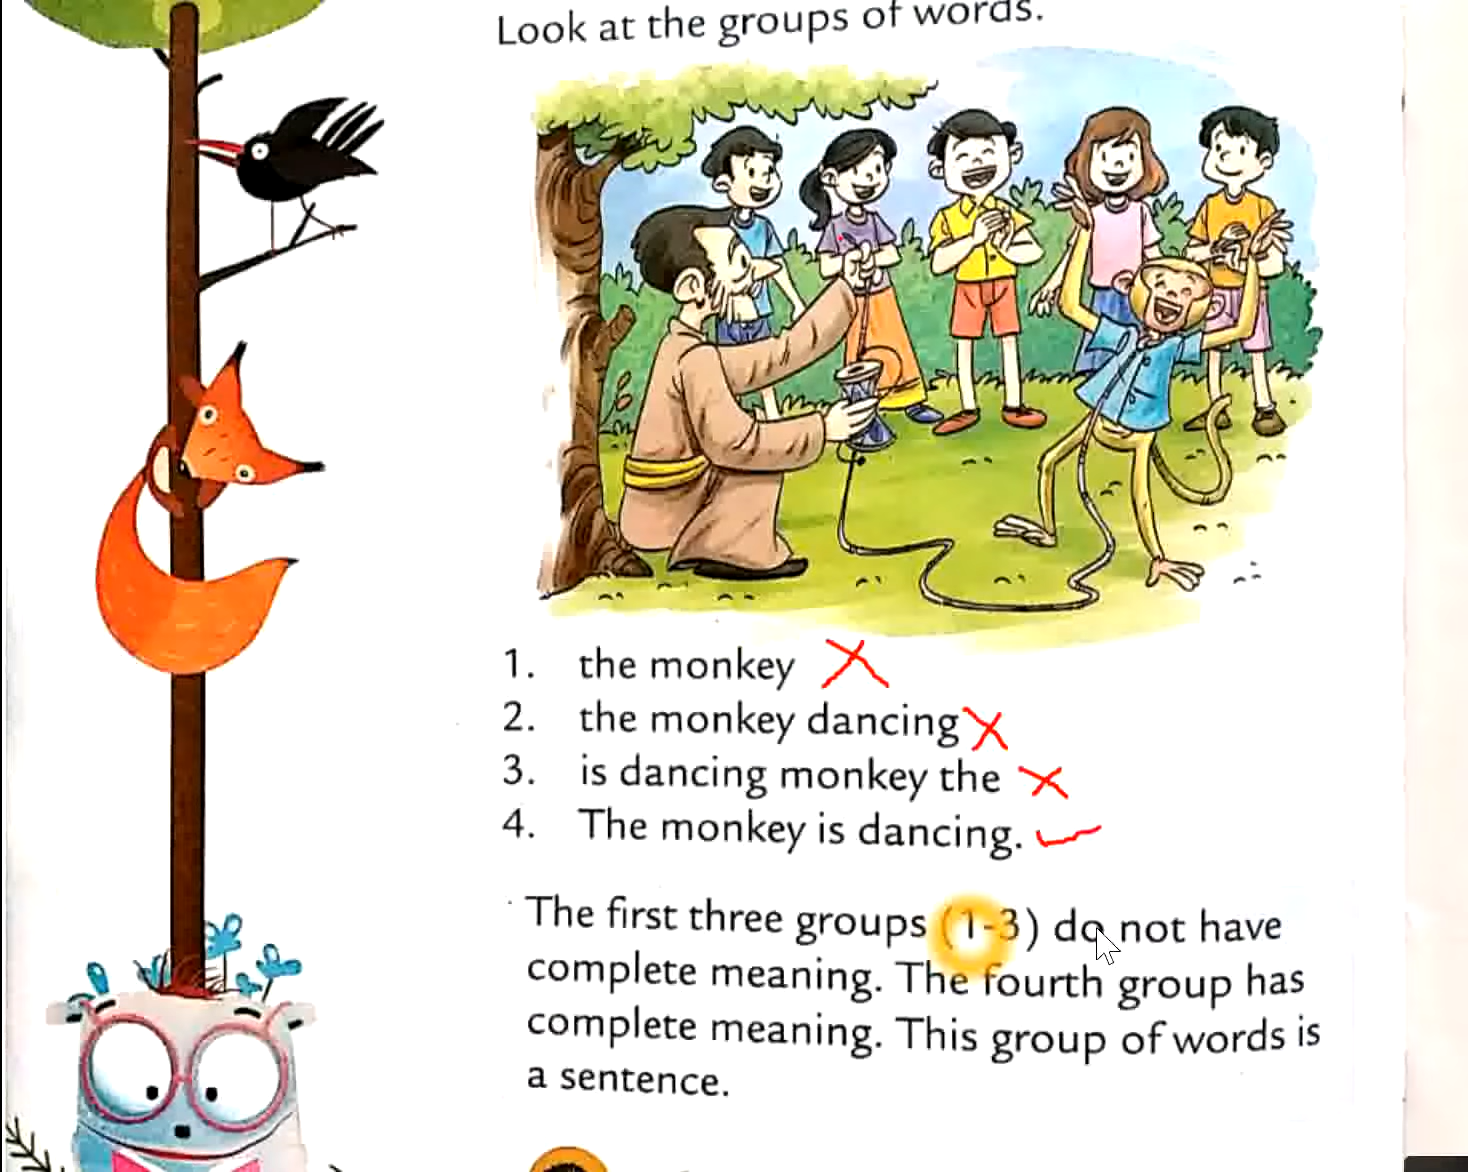 Look at the groups of words.
1. the monkey
2. the monkey dancing
3. is dancing monkey the
4. The monkey is dancing.
The first three groups (1-3) do not have
complete meaning. The fourth group has
complete meaning. This group of words is
a sentence.